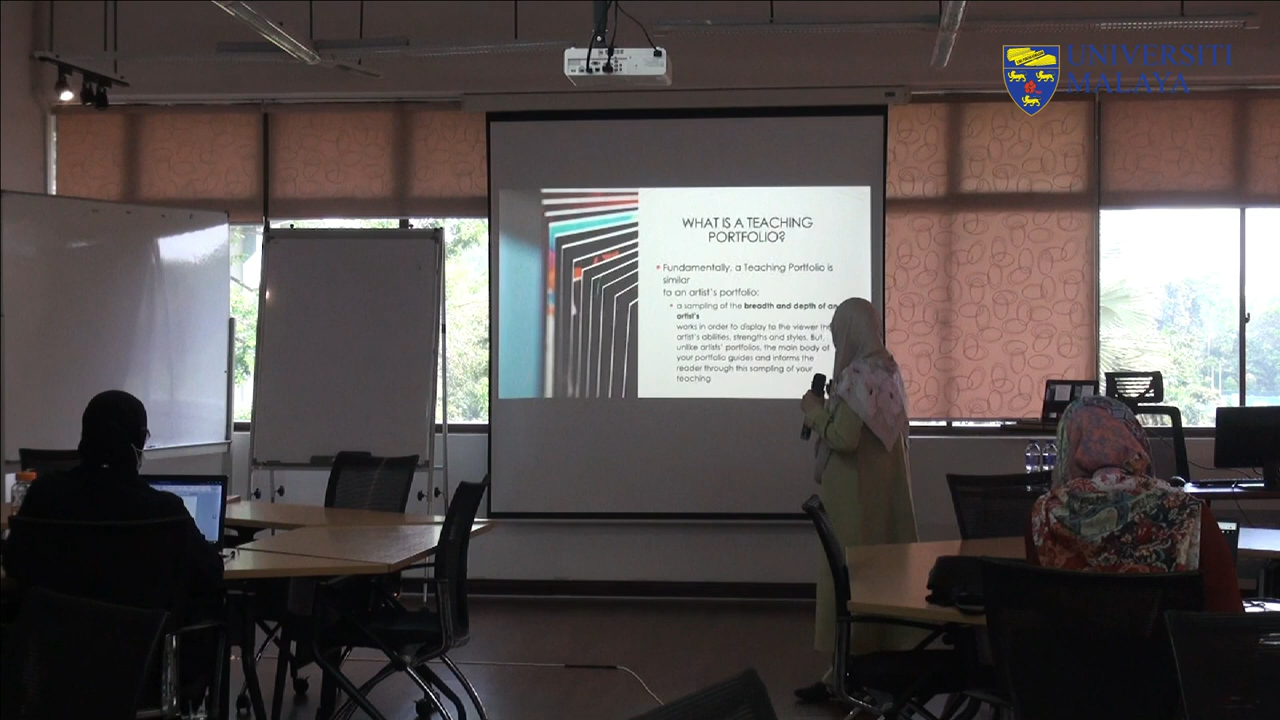 UNIVERSITI
MALAYA
WHAT IS A TEACHING
PORTFOLIO?
Fundamentally, a Teaching Portfolio is
similar
to an artist's portfolio:
a sampling of the breadth and depth of an
artist's
works in order to display to the viewer the
artist's abilities, strengths and styles. But,
unlike artists' portfolios, the main body of
your portfolio guides and informs the
reader through this sampling of your
teaching